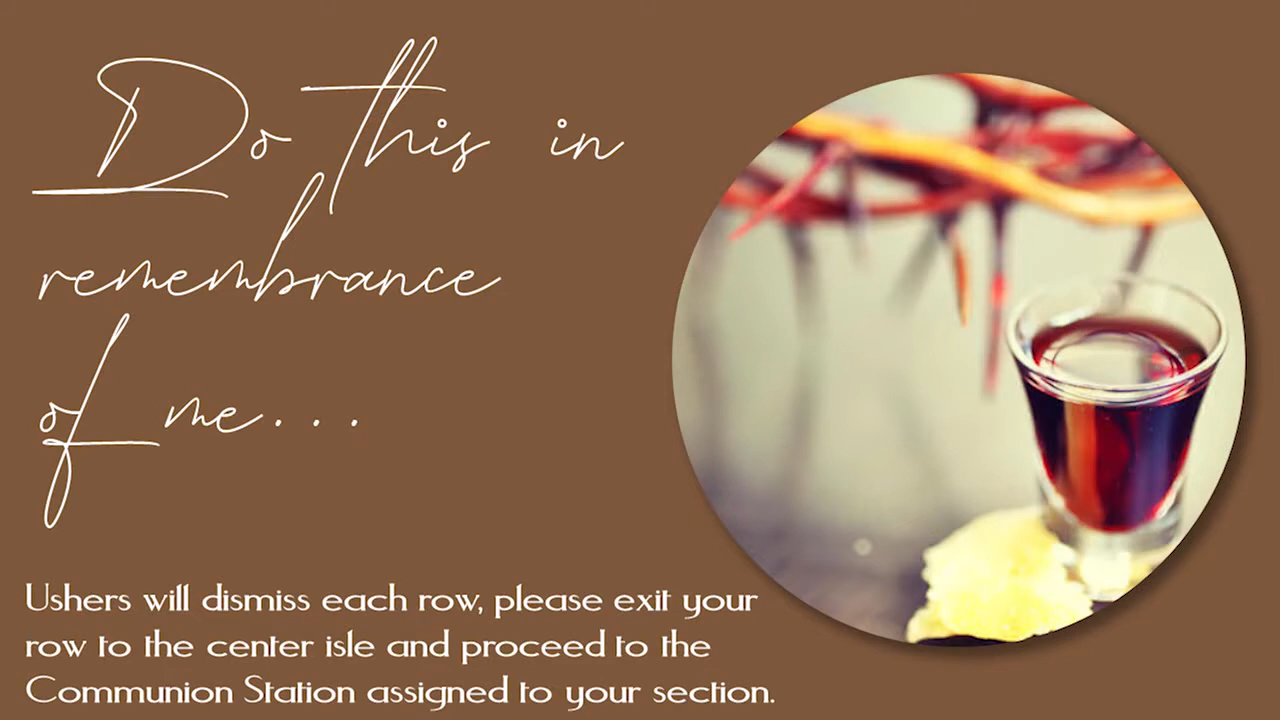 Do this in
remembrance
of me...
Ushers will dismiss each row, please exit your
row to the center isle and proceed to the
Communion Station assigned to your section.